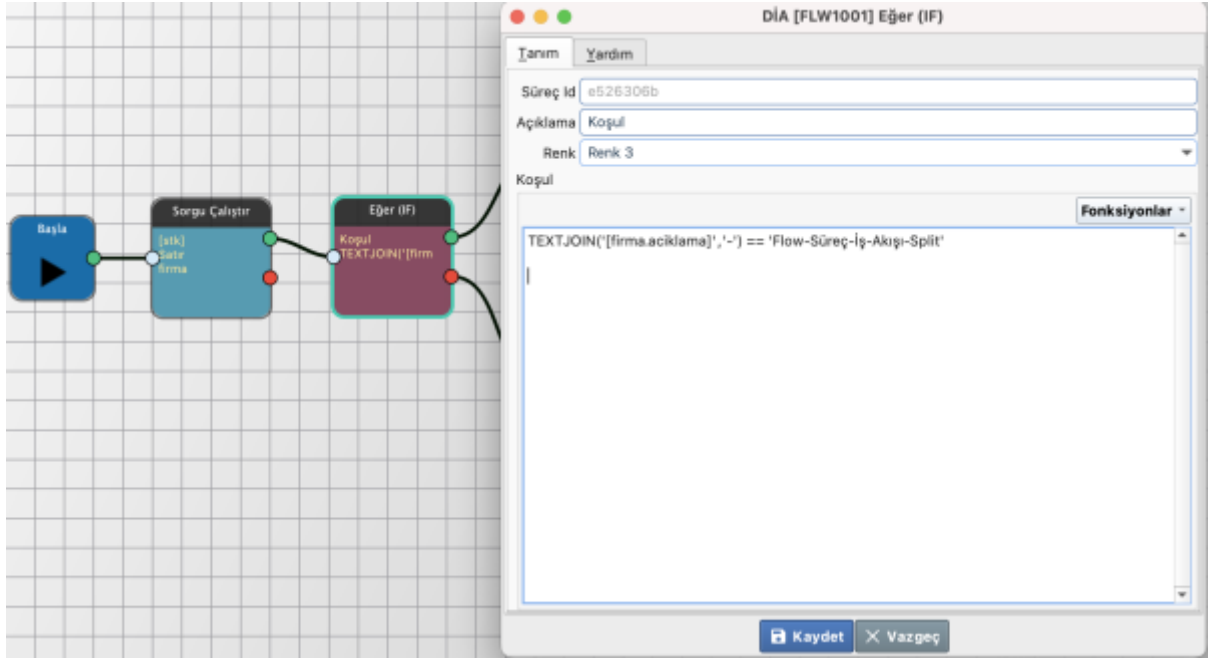 DİA [FLW1001] Eğer (IF)
Tanım
Yardım
Süreç Id e526306b
Açıklama Koşul
Renk Renk 3
Koşul
Fonksiyonlar
TEXTJOIN('[firma.aciklama]','-') == 'Flow-Süreç-İş-Akışı-Split'
Kaydet
Vazgeç
Başla
Sorgu Çalıştır
[stk]
Satır
firma
Eğer (IF)
Koşul
TEXTJOIN('[firm